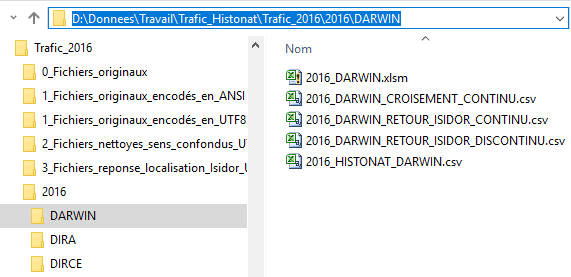 D:\Donnees\Travail\Trafic_Histonat\Trafic_2016\2016\DARWIN
Trafic_2016
0_Fichiers_originaux
1_Fichiers_originaux_encodés_en_ANSI
1_Fichiers_originaux_encodés_en_UTF8
2_Fichiers_nettoyes_sens_confondus_U
3_Fichiers_reponse_localisation_Isidor_U
2016
DARWIN
DIRA
DIRCE
Nom
2016_DARWIN.xlsm
2016_DARWIN_CROISEMENT_CONTINU.csv
2016_DARWIN_RETOUR_ISIDOR_CONTINU.csv
2016_DARWIN_RETOUR_ISIDOR_DISCONTINU.csv
2016_HISTONAT_DARWIN.csv